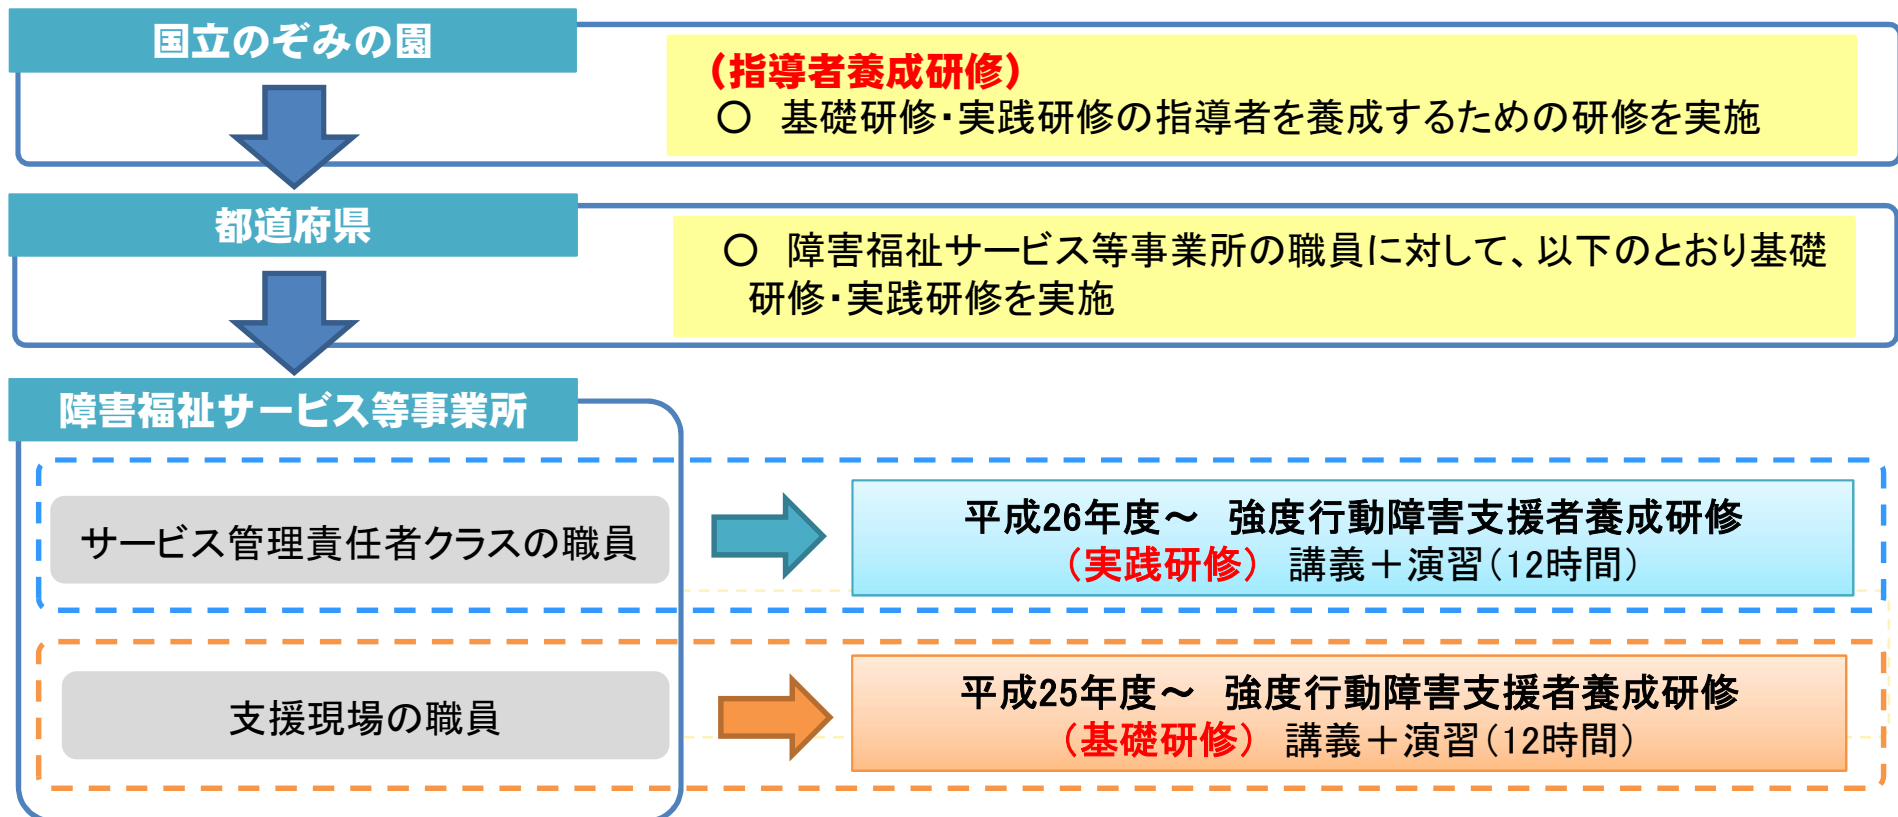 国立のぞみの園
（指導者養成研修）
○　基礎研修・実践研修の指導者を養成するための研修を実施
都道府県
○　障害福祉サービス等事業所の職員に対して、以下のとおり基礎
研修・実践研修を実施
障害福祉サービス等事業所
サービス管理責任者クラスの職員
平成26年度～　強度行動障害支援者養成研修
（実践研修）　講義＋演習（12時間）
支援現場の職員
平成25年度～　強度行動障害支援者養成研修
（基礎研修）　講義＋演習（12時間）